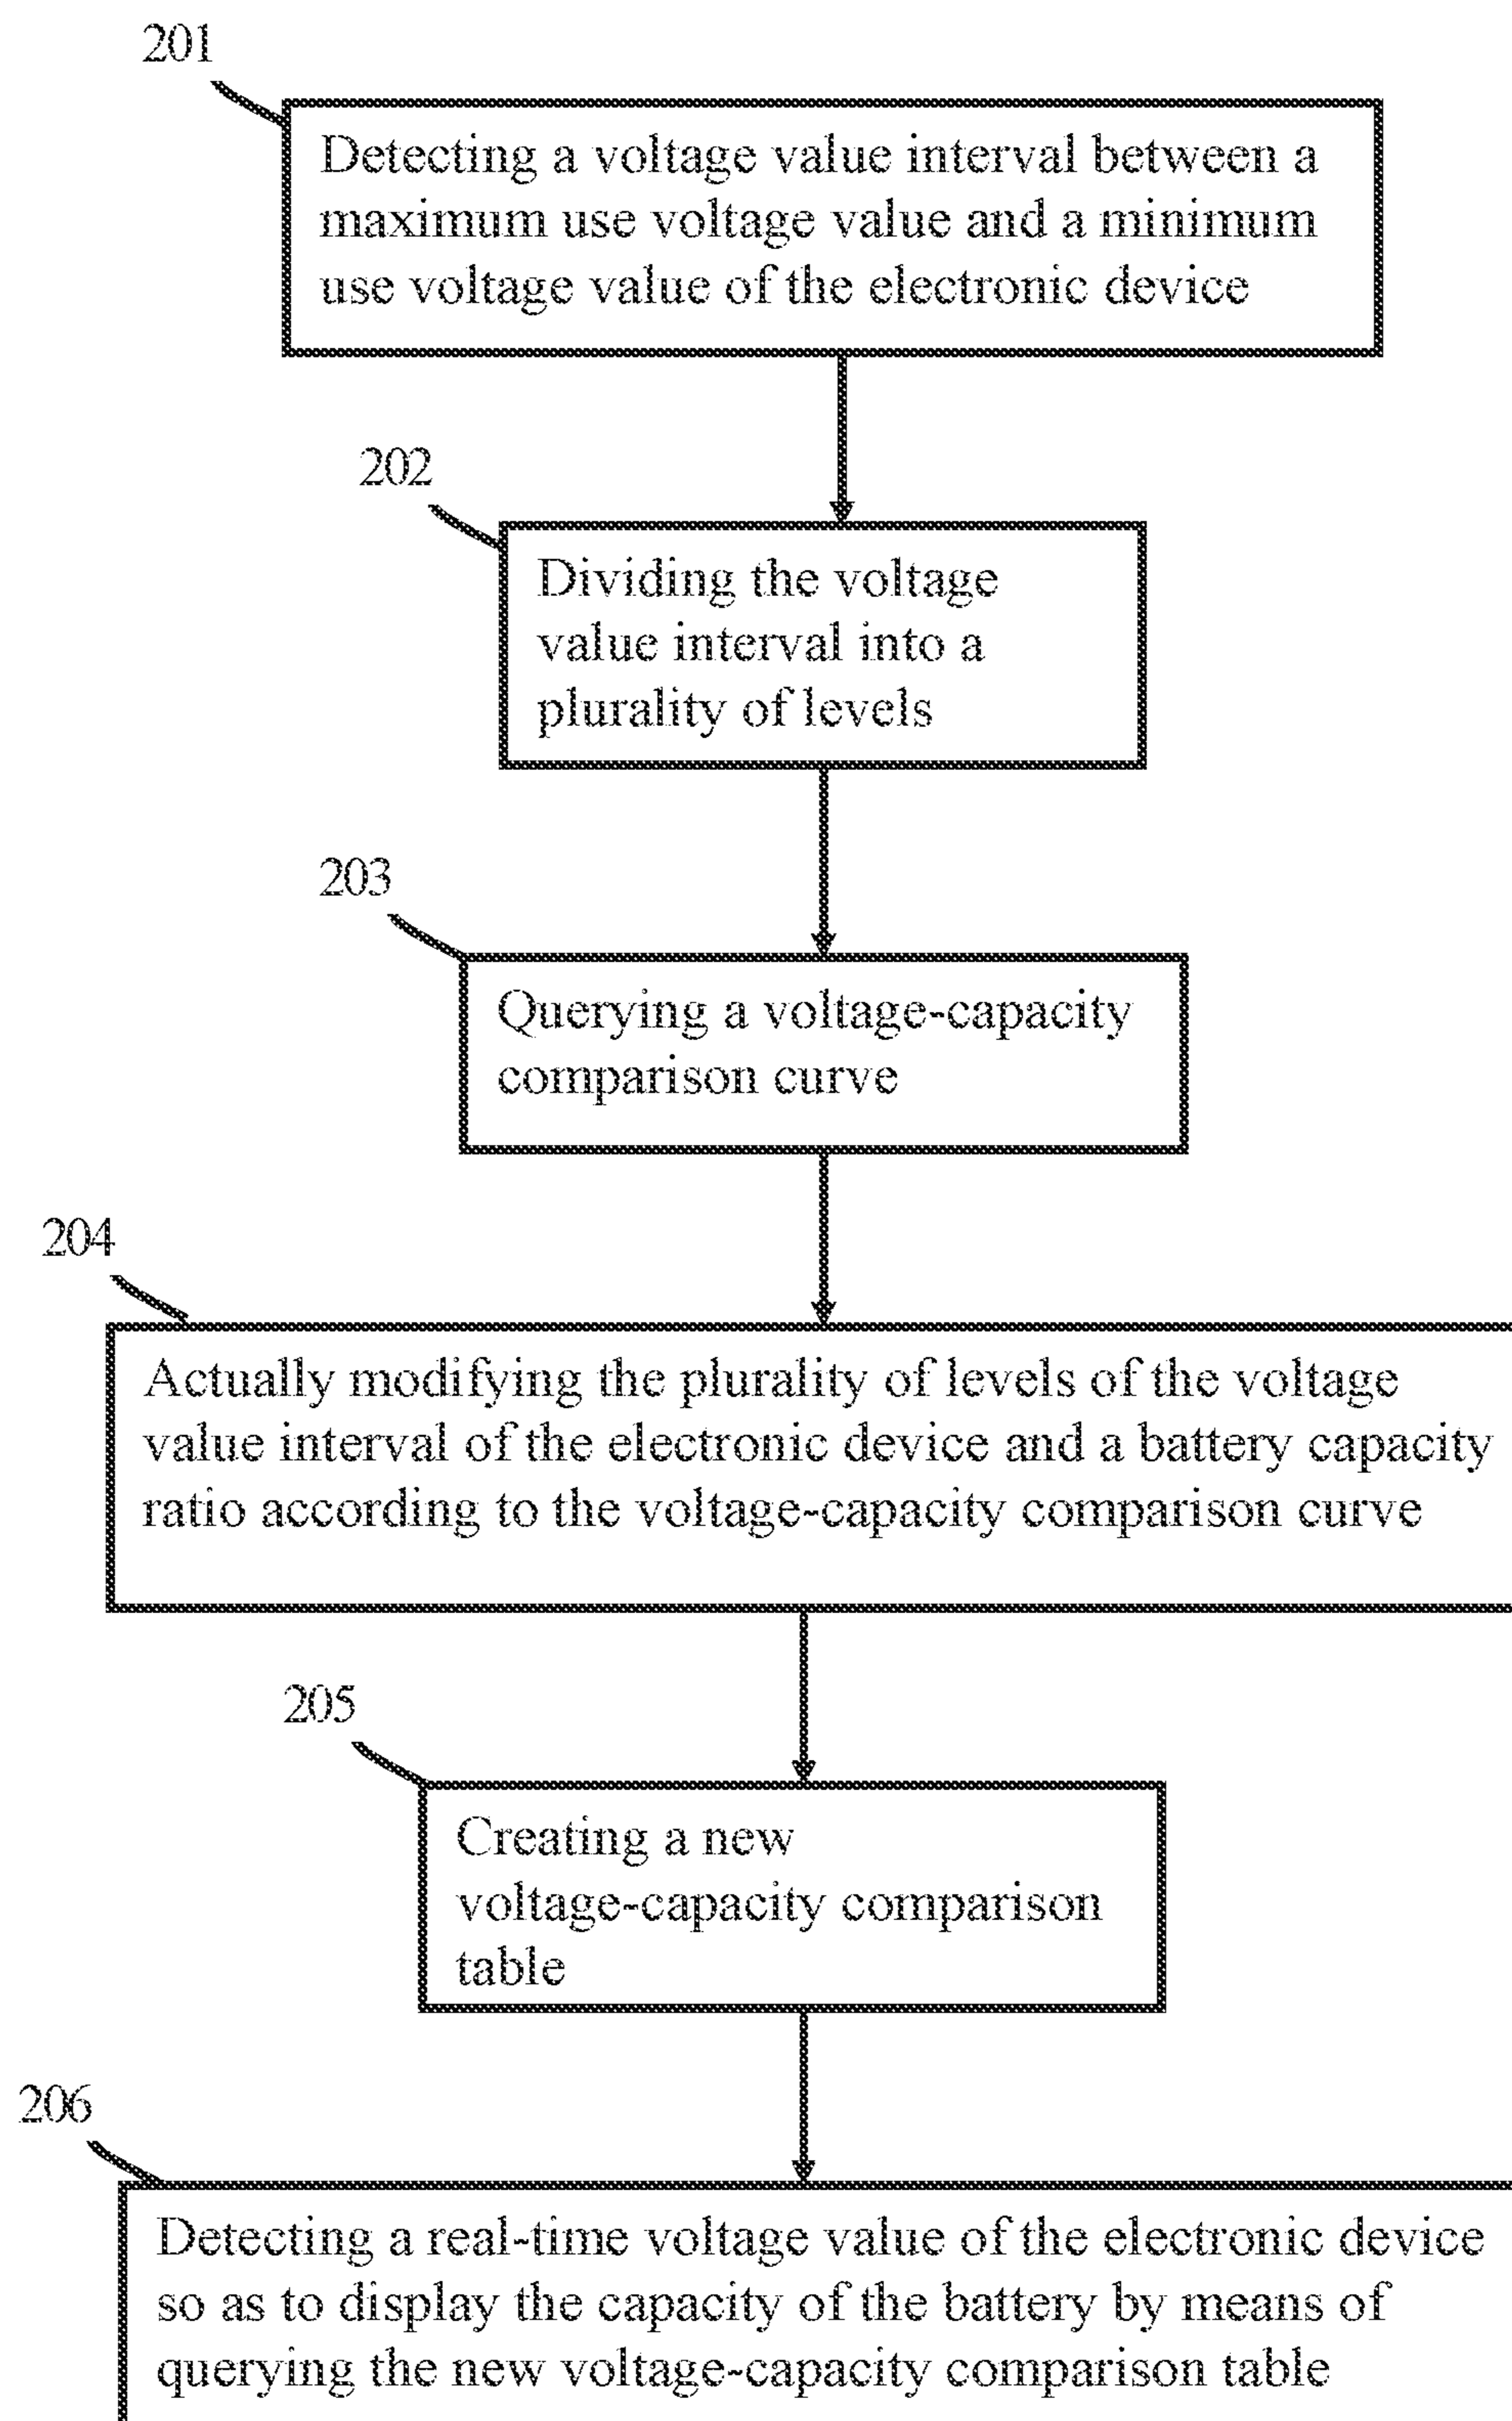 201
Detecting a voltage value interval between a
maximum use voltage value and a minimum
use voltage value of the electronic device
202
Dividing the voltage
value interval into a
plurality of levels
203
Querying a voltage-capacity
comparison curve
204
Actually modifying the plurality of levels of the voltage
value interval of the electronic device and a battery capacity
ratio according to the voltage-capacity comparison curve
205
Creating a new
voltage-capacity comparison
table
206
Detecting a real-time voltage value of the electronic device
so as to display the capacity of the battery by means of
querying the new voltage-capacity comparison table